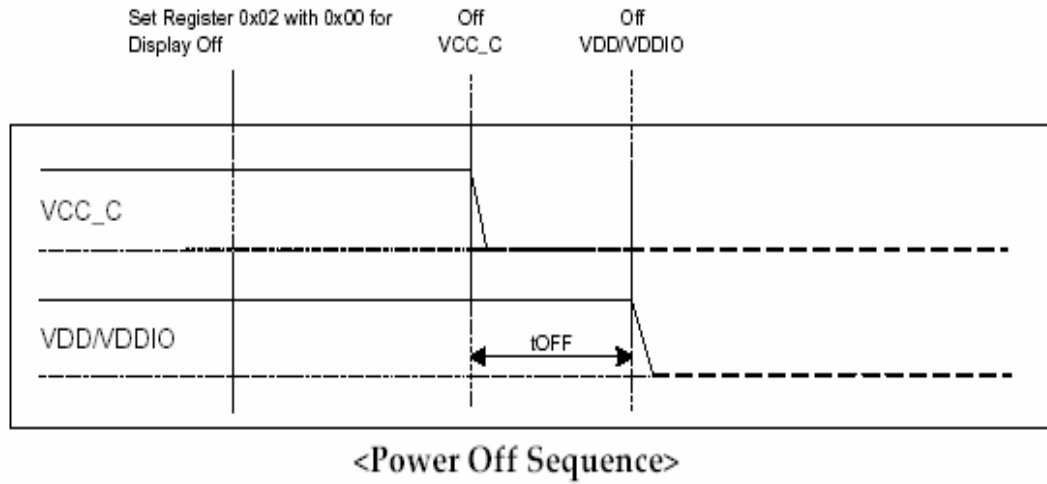 Set Register 0x02 with 0x00 for
Display Off
Off
VCC_C
Off
VDD/VDDIO
VCC_C
VDD/VDDIO
tOFF
<Power Off Sequence>